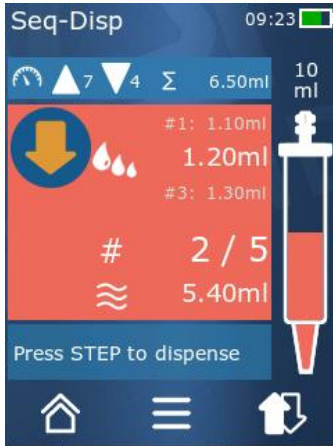 Seq-Disp 09:23
7 4 Σ 6.50ml
10 ml
#1: 1.10ml
1.20ml
#3: 1.30ml
# 2 / 5
5.40ml
Press STEP to dispense